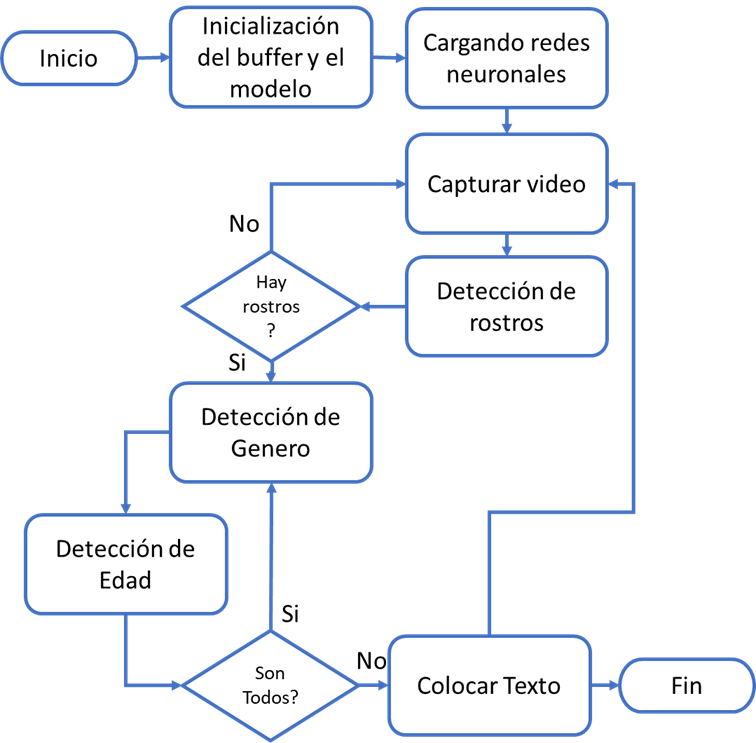 Inicio
Inicialización
del buffer y el
modelo
Cargando redes
neuronales
Capturar video
No
Hay
rostros
?
Detección de
rostros
Si
Detección de
Genero
Detección de
Edad
Si
Son
Todos?
No
Colocar Texto
Fin